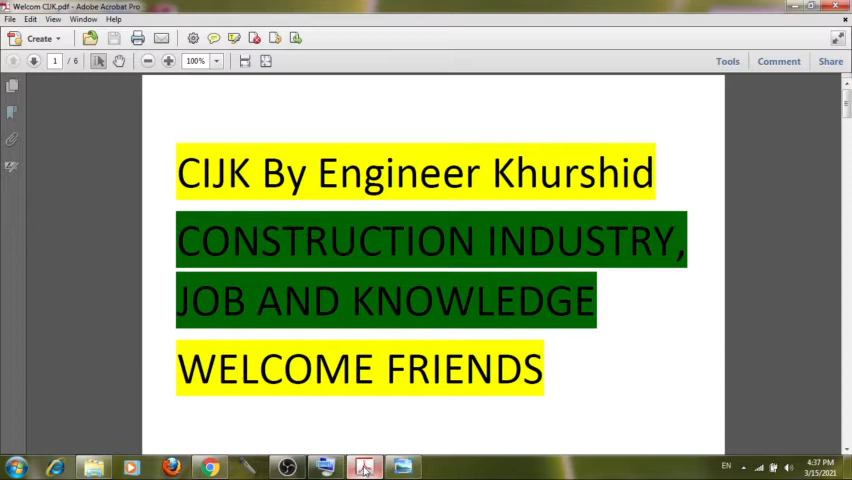 Welcom CIJK.pdf - Adobe Acrobat Pro
File Edit View Window Help
Create
1 / 6 100% Tools Comment Share
CIJK By Engineer Khurshid
CONSTRUCTION INDUSTRY,
JOB AND KNOWLEDGE
WELCOME FRIENDS
EN 4:37 PM
3/15/2021